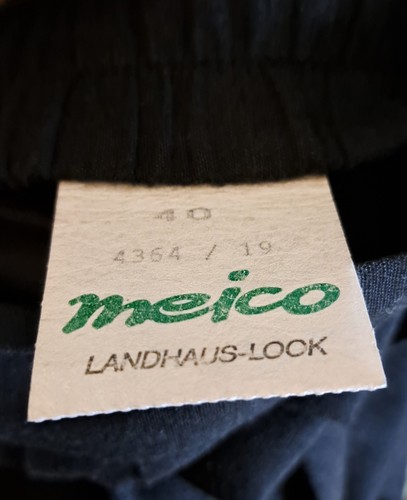 40
4364 / 19
meico
LANDHAUS-LOOK